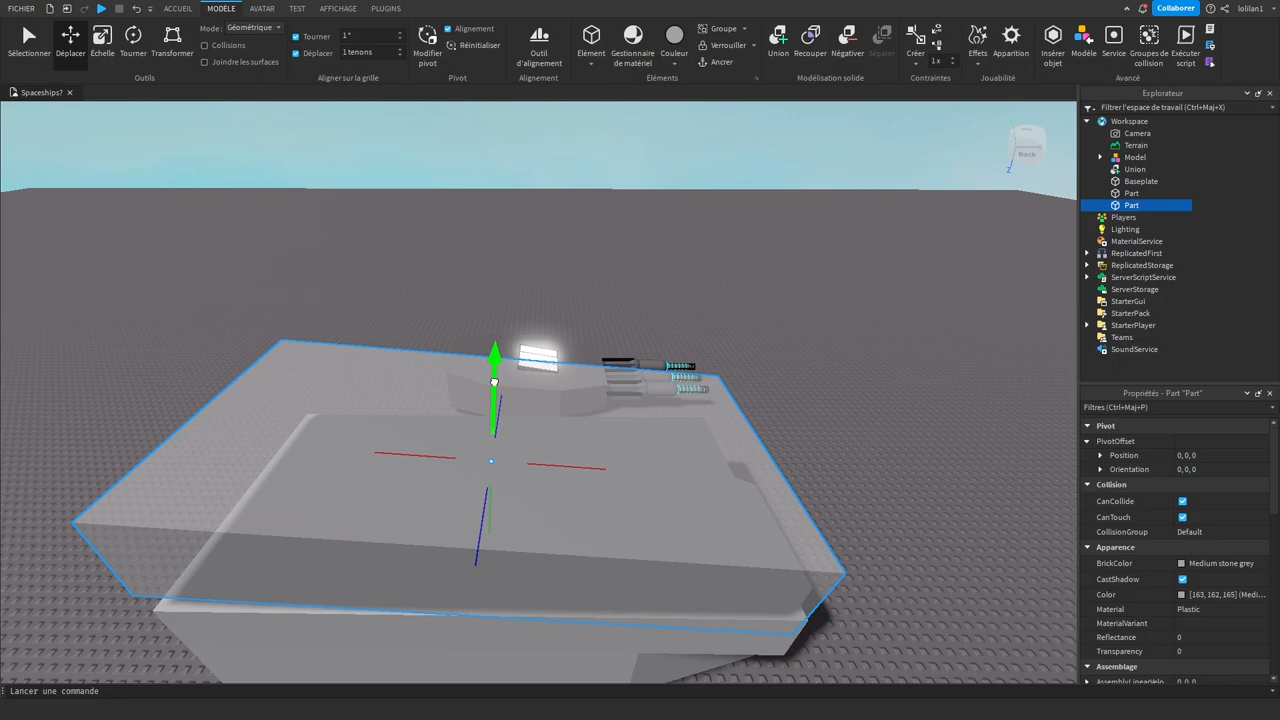 FICHIER ACCUEIL MODÈLE AVATAR TEST AFFICHAGE PLUGINS Collaborer lolilan1
Mode: Géométrique
Collisions
Joindre les surfaces
Sélectionner Déplacer Échelle Tourner Transformer
Outils
Tourner 1°
Déplacer 1 tenons
Aligner sur la grille
Modifier pivot
Alignement
Réinitialiser
Pivot
Outil d'alignement
Alignement
Élément
Gestionnaire de matériel
Couleur
Groupe
Verrouiller
Ancrer
Éléments
Union Recouper Négativer Séparer
Modélisation solide
Créer
1 x
Contraintes
Effets Apparition
Jouabilité
Insérer objet
Modèle
Service
Groupes de collision
Exécuter script
Avancé
Spaceships?
Back
Z
Explorateur
Filtrer l'espace de travail (Ctrl+Maj+X)
Workspace
Camera
Terrain
Model
Union
Baseplate
Part
Part
Players
Lighting
MaterialService
ReplicatedFirst
ReplicatedStorage
ServerScriptService
ServerStorage
StarterGui
StarterPack
StarterPlayer
Teams
SoundService
Propriétés - Part "Part"
Filtres (Ctrl+Maj+P)
Pivot
PivotOffset
Position 0, 0, 0
Orientation 0, 0, 0
Collision
CanCollide
CanTouch
CollisionGroup Default
Apparence
BrickColor Medium stone grey
CastShadow
Color [163, 162, 165] (Medi...
Material Plastic
MaterialVariant
Reflectance 0
Transparency 0
Assemblage
AssemblyLinearVelo 0, 0, 0
Lancer une commande